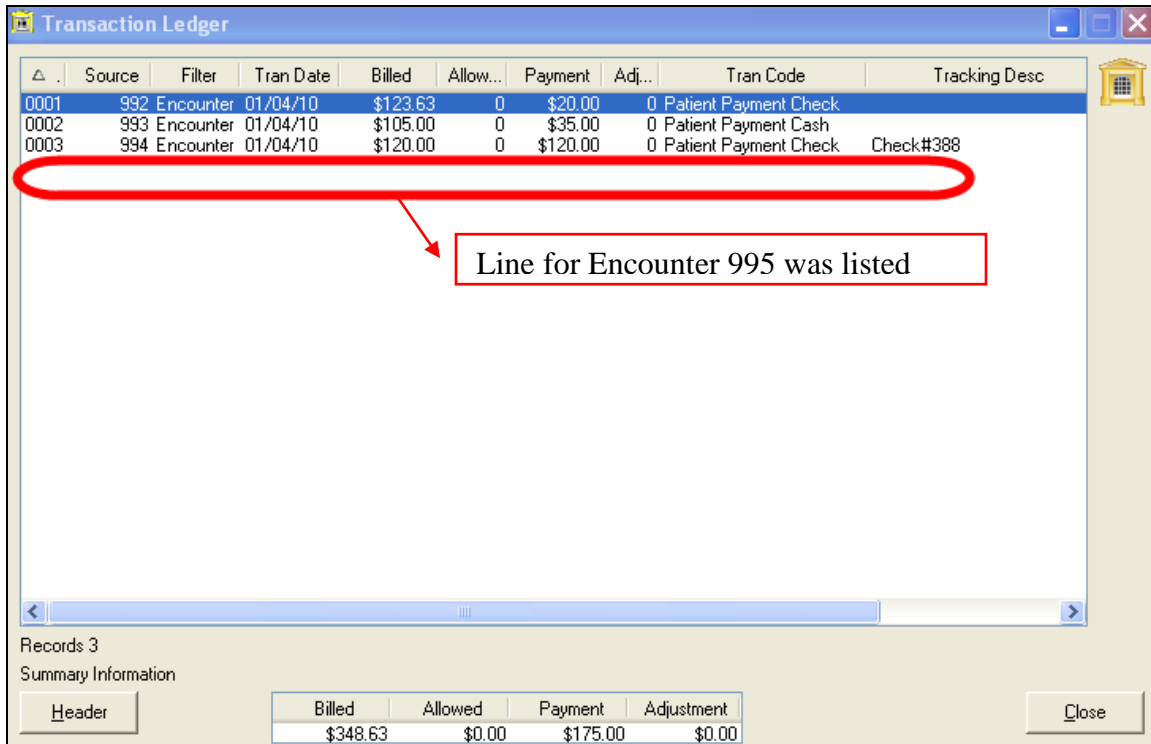 Transaction Ledger
△ . Source Filter Tran Date Billed Allow... Payment Adj... Tran Code Tracking Desc
0001 992 Encounter 01/04/10 $123.63 0 $20.00 0 Patient Payment Check
0002 993 Encounter 01/04/10 $105.00 0 $35.00 0 Patient Payment Cash
0003 994 Encounter 01/04/10 $120.00 0 $120.00 0 Patient Payment Check Check#388
Line for Encounter 995 was listed
Records 3
Summary Information
Header
Billed Allowed Payment Adjustment
$348.63 $0.00 $175.00 $0.00
Close